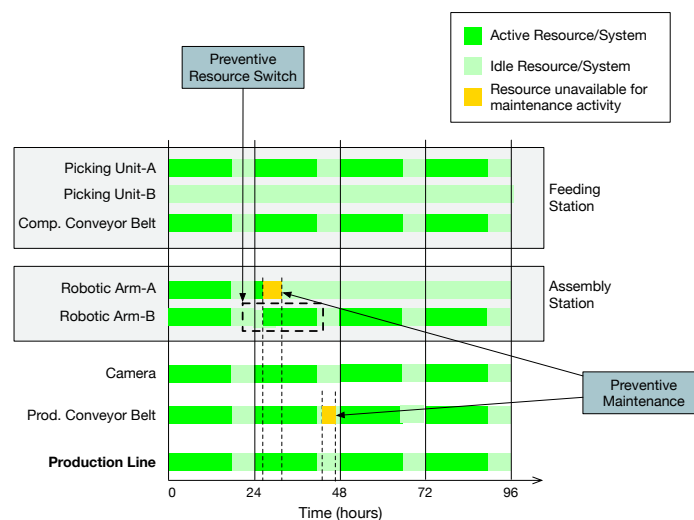 Preventive
Resource Switch
Active Resource/System
Idle Resource/System
Resource unavailable for
maintenance activity
Picking Unit-A
Picking Unit-B
Comp. Conveyor Belt
Feeding
Station
Robotic Arm-A
Robotic Arm-B
Assembly
Station
Camera
Prod. Conveyor Belt
Preventive
Maintenance
Production Line
0 24 48 72 96
Time (hours)